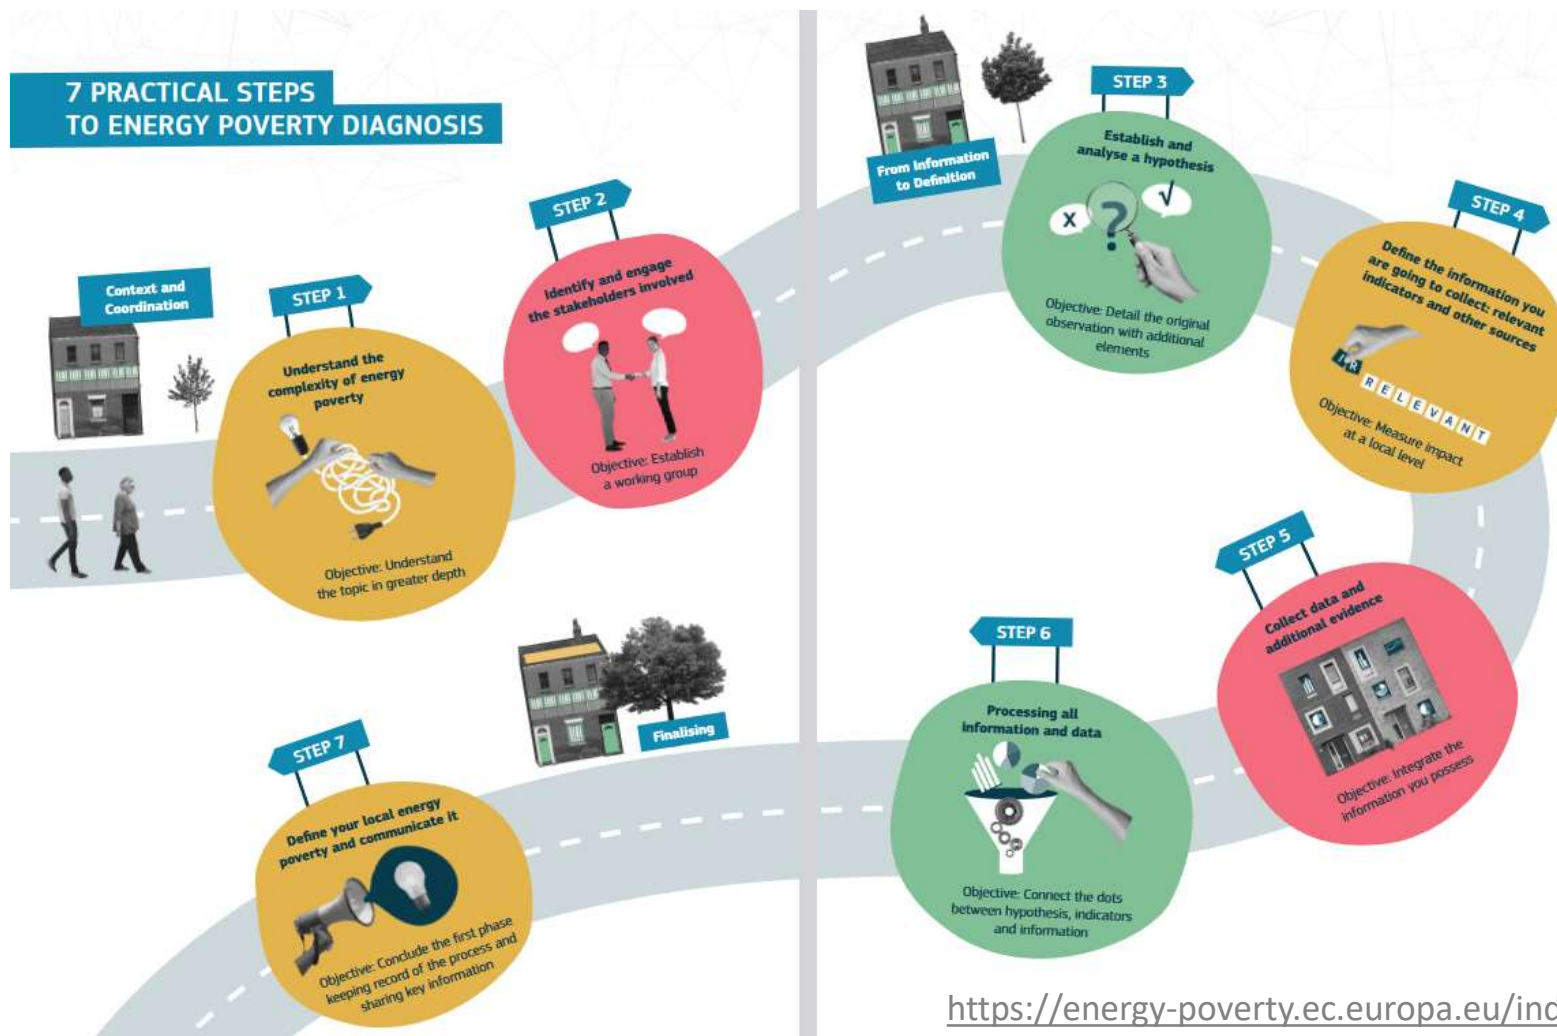 7 PRACTICAL STEPS
TO ENERGY POVERTY DIAGNOSIS
Context and
Coordination
STEP 1
Understand the
complexity of energy
poverty
Objective: Understand
the topic in greater depth
STEP 2
Identify and engage
the stakeholders involved
Objective: Establish
a working group
From Information
to Definition
STEP 3
Establish and
analyse a hypothesis
X
?
√
Objective: Detail the original
observation with additional
elements
STEP 4
Define the information you
are going to collect: relevant
indicators and other sources
IR
RELEVANT
Objective: Measure impact
at a local level
STEP 5
Collect data and
additional evidence
Objective: Integrate the
information you possess
STEP 6
Processing all
information and data
Objective: Connect the dots
between hypothesis, indicators
and information
Finalising
STEP 7
Define your local energy
poverty and communicate it
Objective: Conclude the first phase
keeping record of the process and
sharing key information
https://energy-poverty.ec.europa.eu/ind